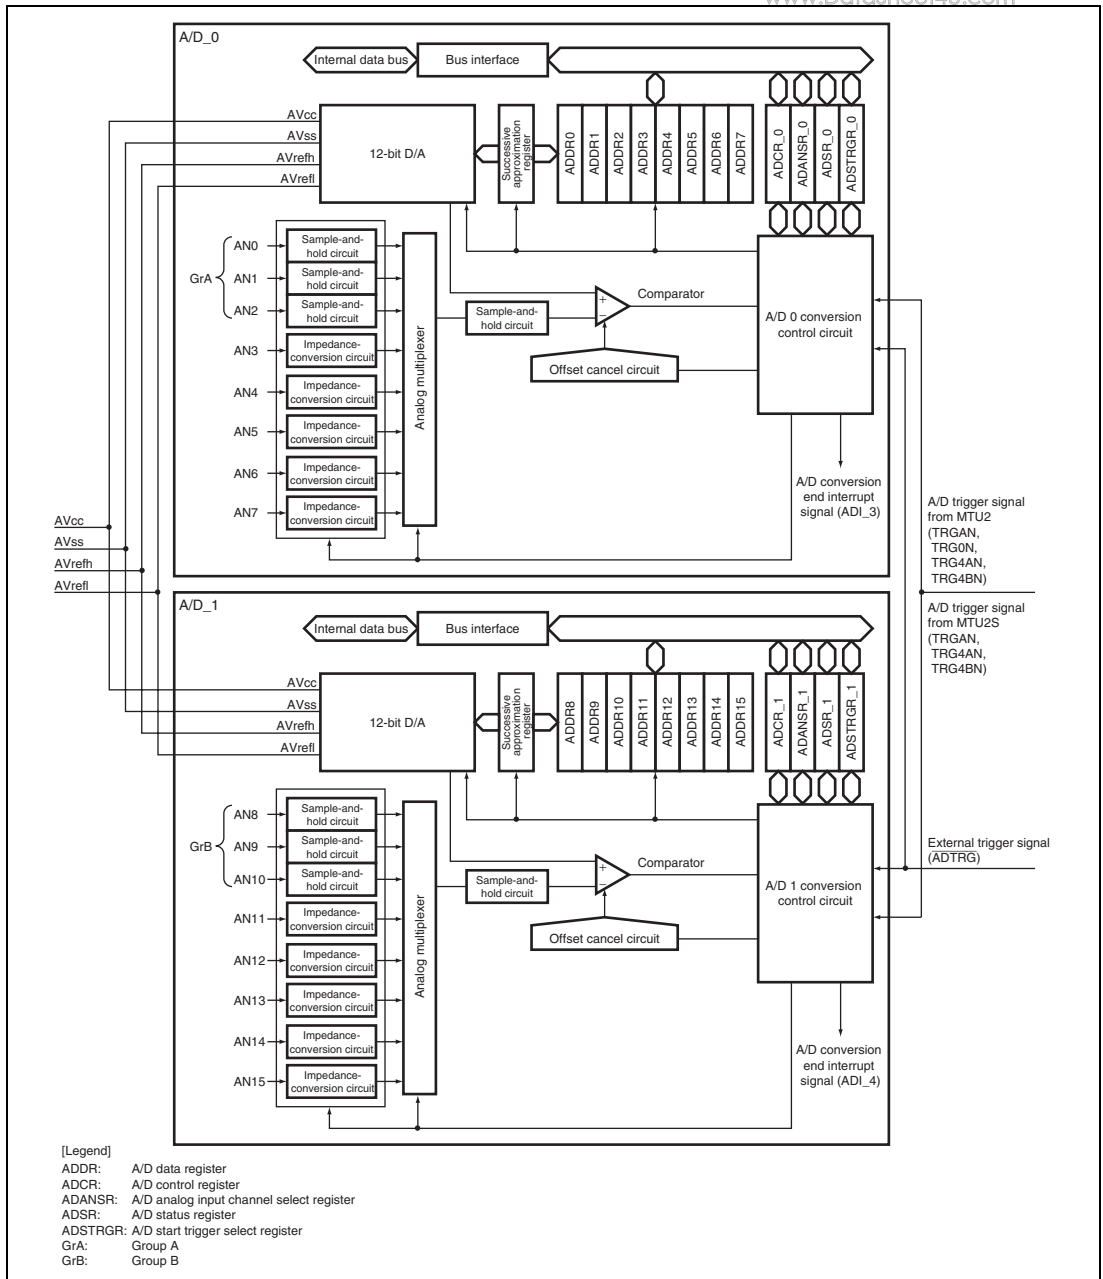 www.DataSheet4U.com
A/D_0
Internal data bus
Bus interface
AVcc
AVss
AVrefh
AVrefl
12-bit D/A
Successive
approximation
register
ADDR0
ADDR1
ADDR2
ADDR3
ADDR4
ADDR5
ADDR6
ADDR7
ADCR_0
ADANSR_0
ADSR_0
ADSTRGR_0
GrA
AN0
Sample-and-
hold circuit
AN1
Sample-and-
hold circuit
AN2
Sample-and-
hold circuit
AN3
Impedance-
conversion circuit
AN4
Impedance-
conversion circuit
AN5
Impedance-
conversion circuit
AN6
Impedance-
conversion circuit
AN7
Impedance-
conversion circuit
Analog multiplexer
Sample-and-
hold circuit
+
−
Comparator
Offset cancel circuit
A/D 0 conversion
control circuit
A/D conversion
end interrupt
signal (ADI_3)
AVcc
AVss
AVrefh
AVrefl
A/D trigger signal
from MTU2
(TRGAN,
TRG0N,
TRG4AN,
TRG4BN)
A/D trigger signal
from MTU2S
(TRGAN,
TRG4AN,
TRG4BN)
A/D_1
Internal data bus
Bus interface
AVcc
AVss
AVrefh
AVrefl
12-bit D/A
Successive
approximation
register
ADDR8
ADDR9
ADDR10
ADDR11
ADDR12
ADDR13
ADDR14
ADDR15
ADCR_1
ADANSR_1
ADSR_1
ADSTRGR_1
GrB
AN8
Sample-and-
hold circuit
AN9
Sample-and-
hold circuit
AN10
Sample-and-
hold circuit
AN11
Impedance-
conversion circuit
AN12
Impedance-
conversion circuit
AN13
Impedance-
conversion circuit
AN14
Impedance-
conversion circuit
AN15
Impedance-
conversion circuit
Analog multiplexer
Sample-and-
hold circuit
+
−
Comparator
Offset cancel circuit
A/D 1 conversion
control circuit
External trigger signal
(ADTRG)
A/D conversion
end interrupt
signal (ADI_4)
[Legend]
ADDR: A/D data register
ADCR: A/D control register
ADANSR: A/D analog input channel select register
ADSR: A/D status register
ADSTRGR: A/D start trigger select register
GrA: Group A
GrB: Group B